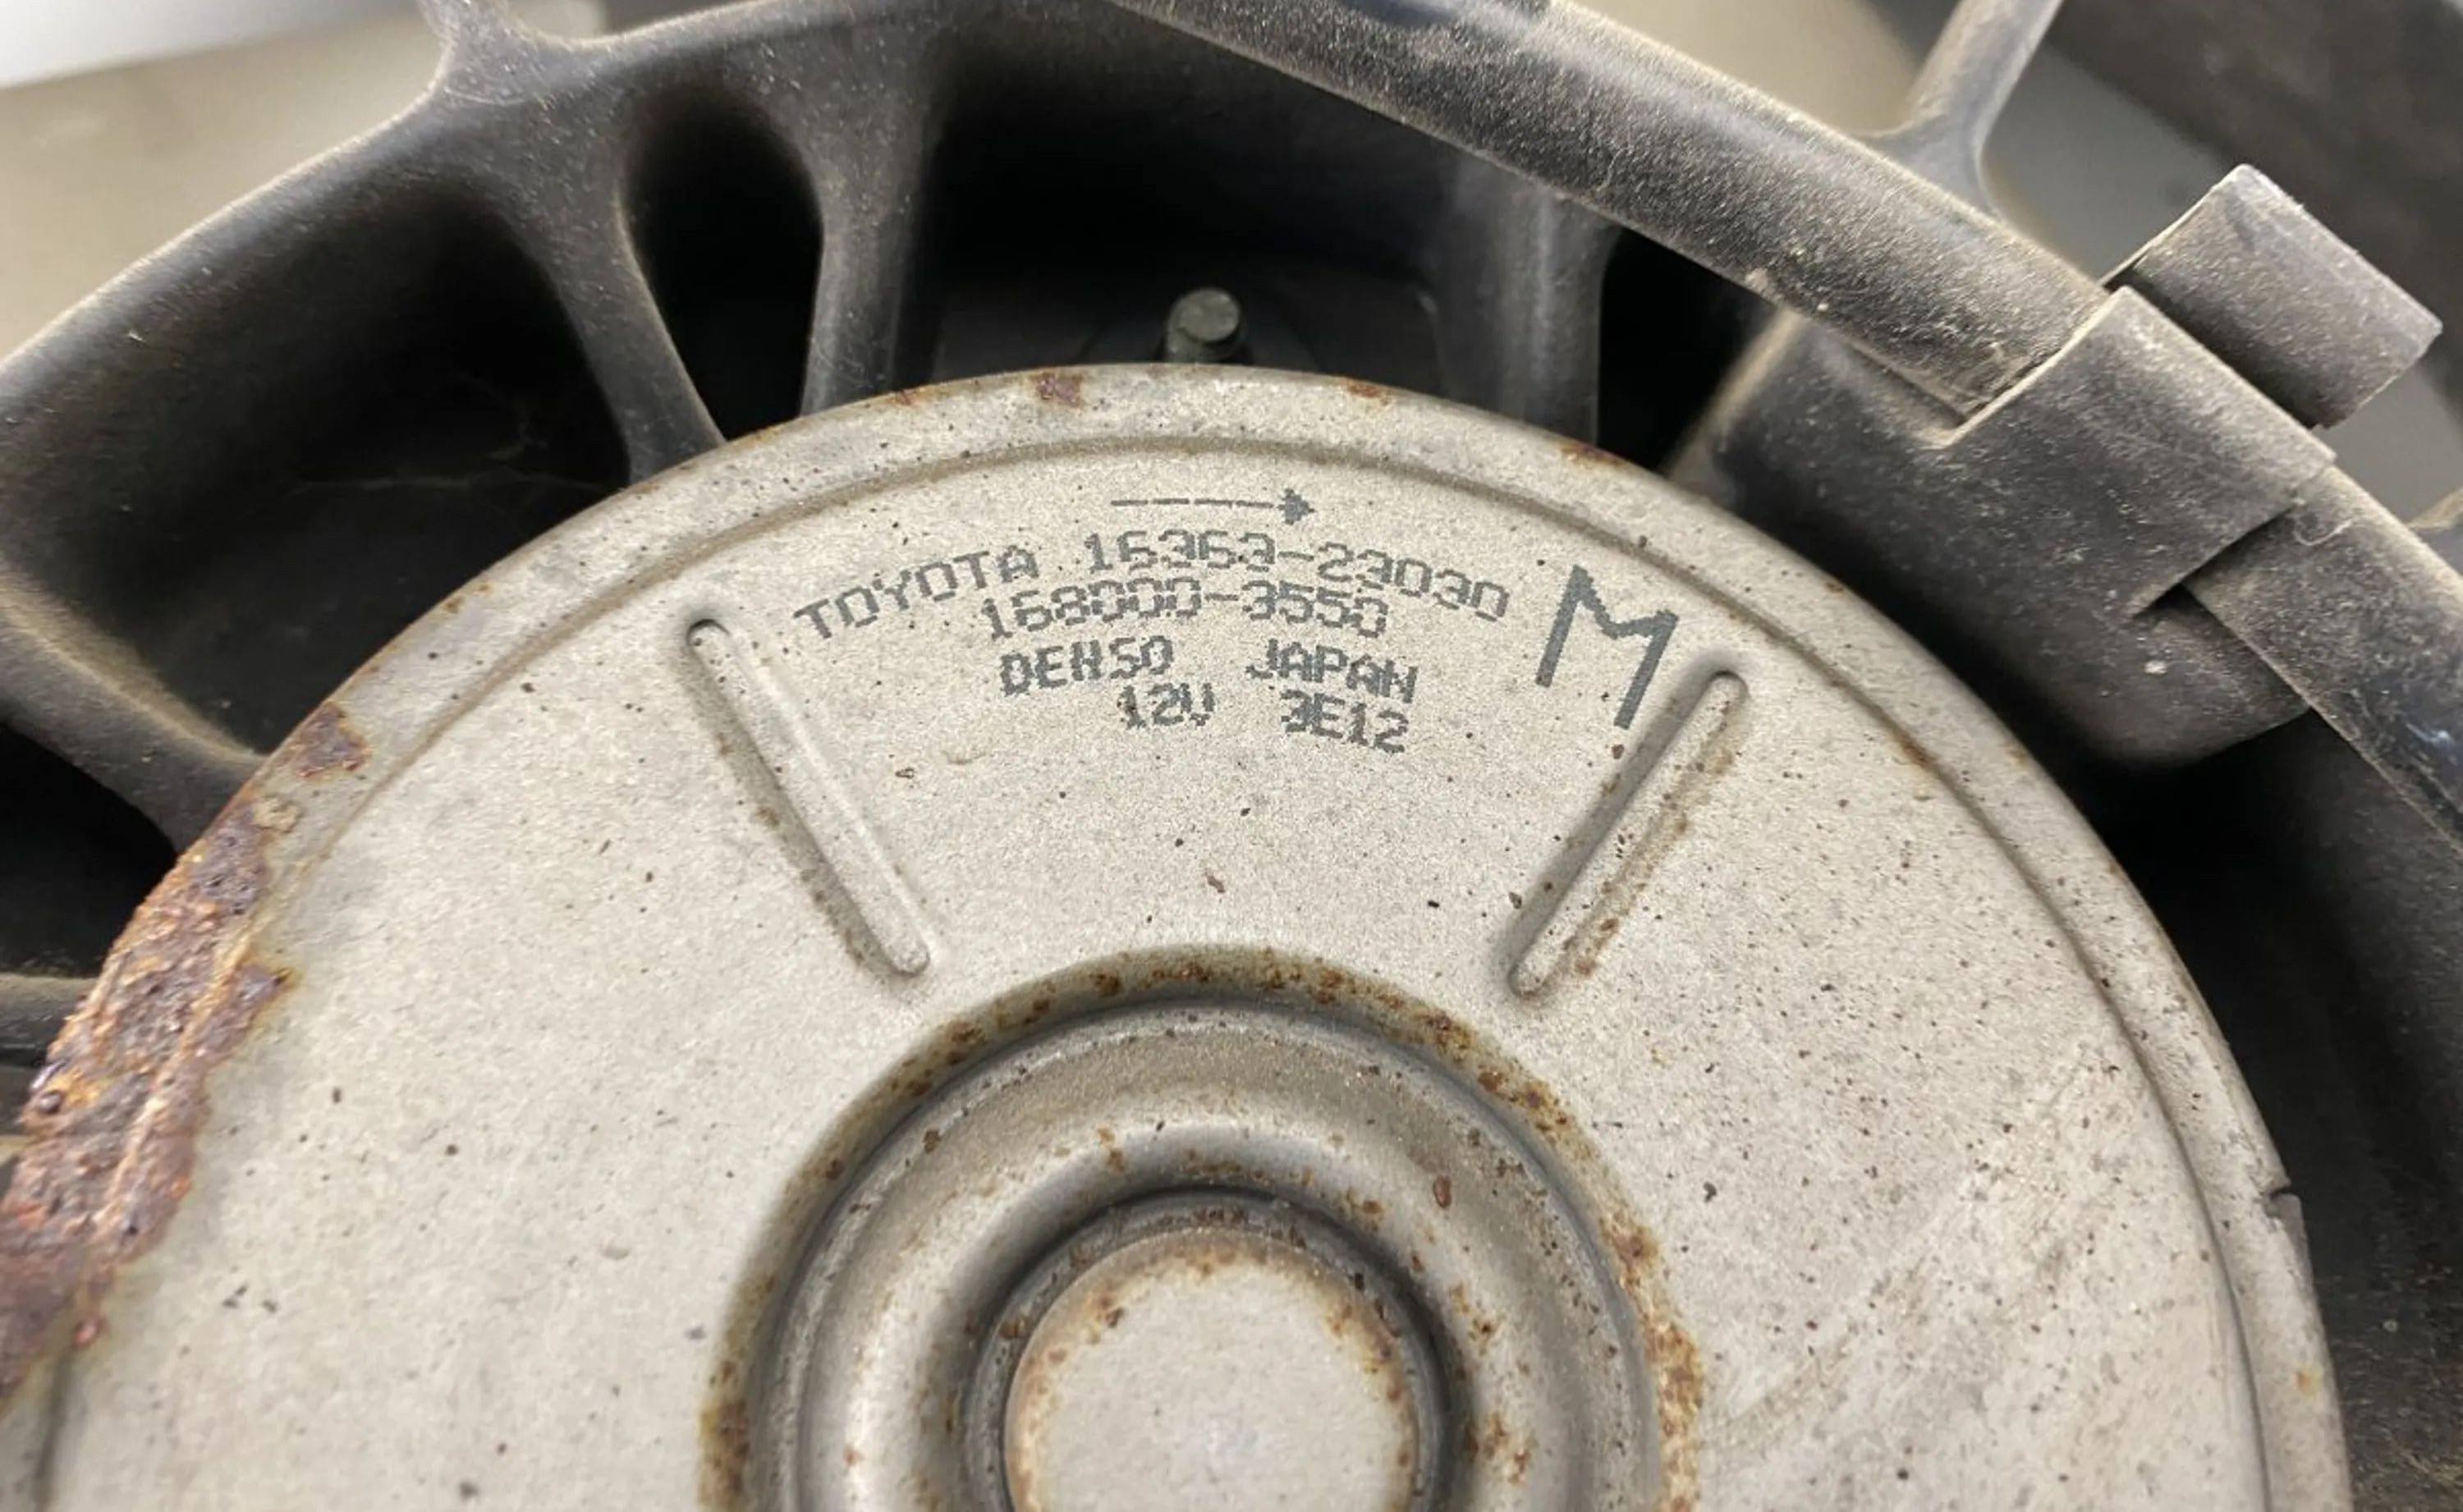 TOYOTA 16363-23030 M
168000-3550
DENSO JAPAN
12V 3E12